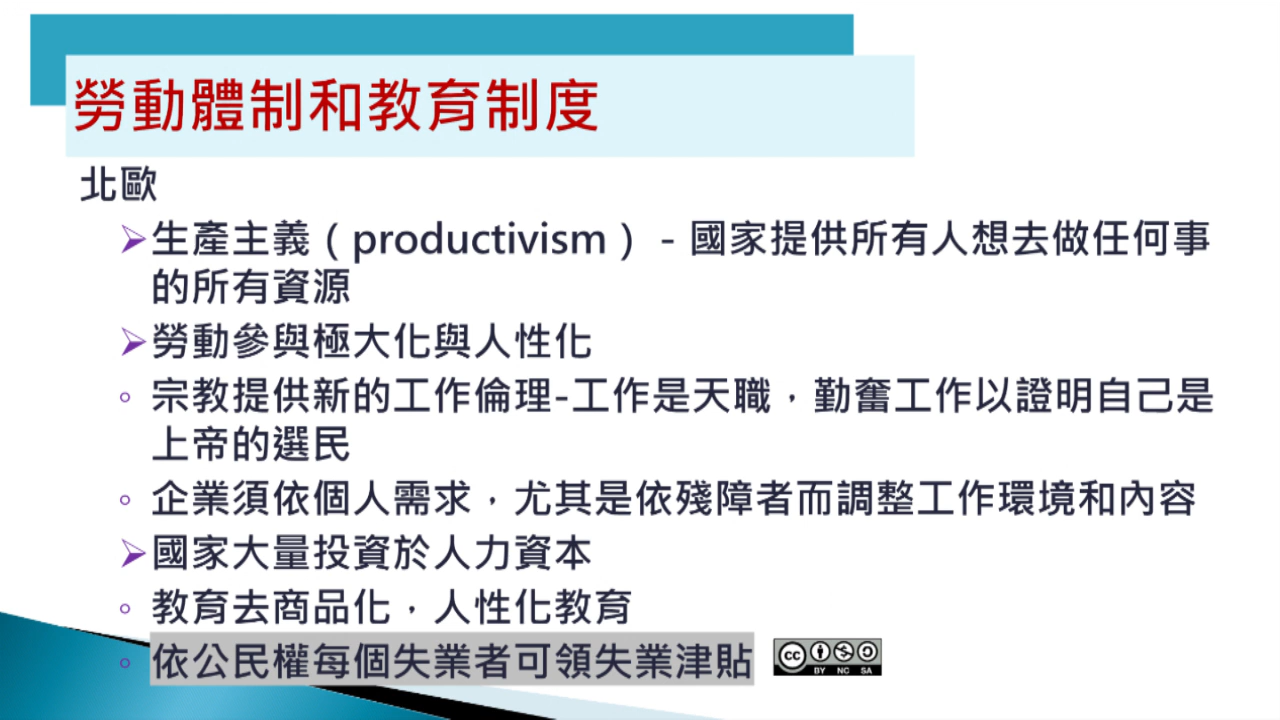 勞動體制和教育制度
北歐
生產主義（productivism） - 國家提供所有人想去做任何事
的所有資源
勞動參與極大化與人性化
宗教提供新的工作倫理-工作是天職，勤奮工作以證明自己是
上帝的選民
企業須依個人需求，尤其是依殘障者而調整工作環境和內容
國家大量投資於人力資本
教育去商品化，人性化教育
依公民權每個失業者可領失業津貼
cc BY NC SA